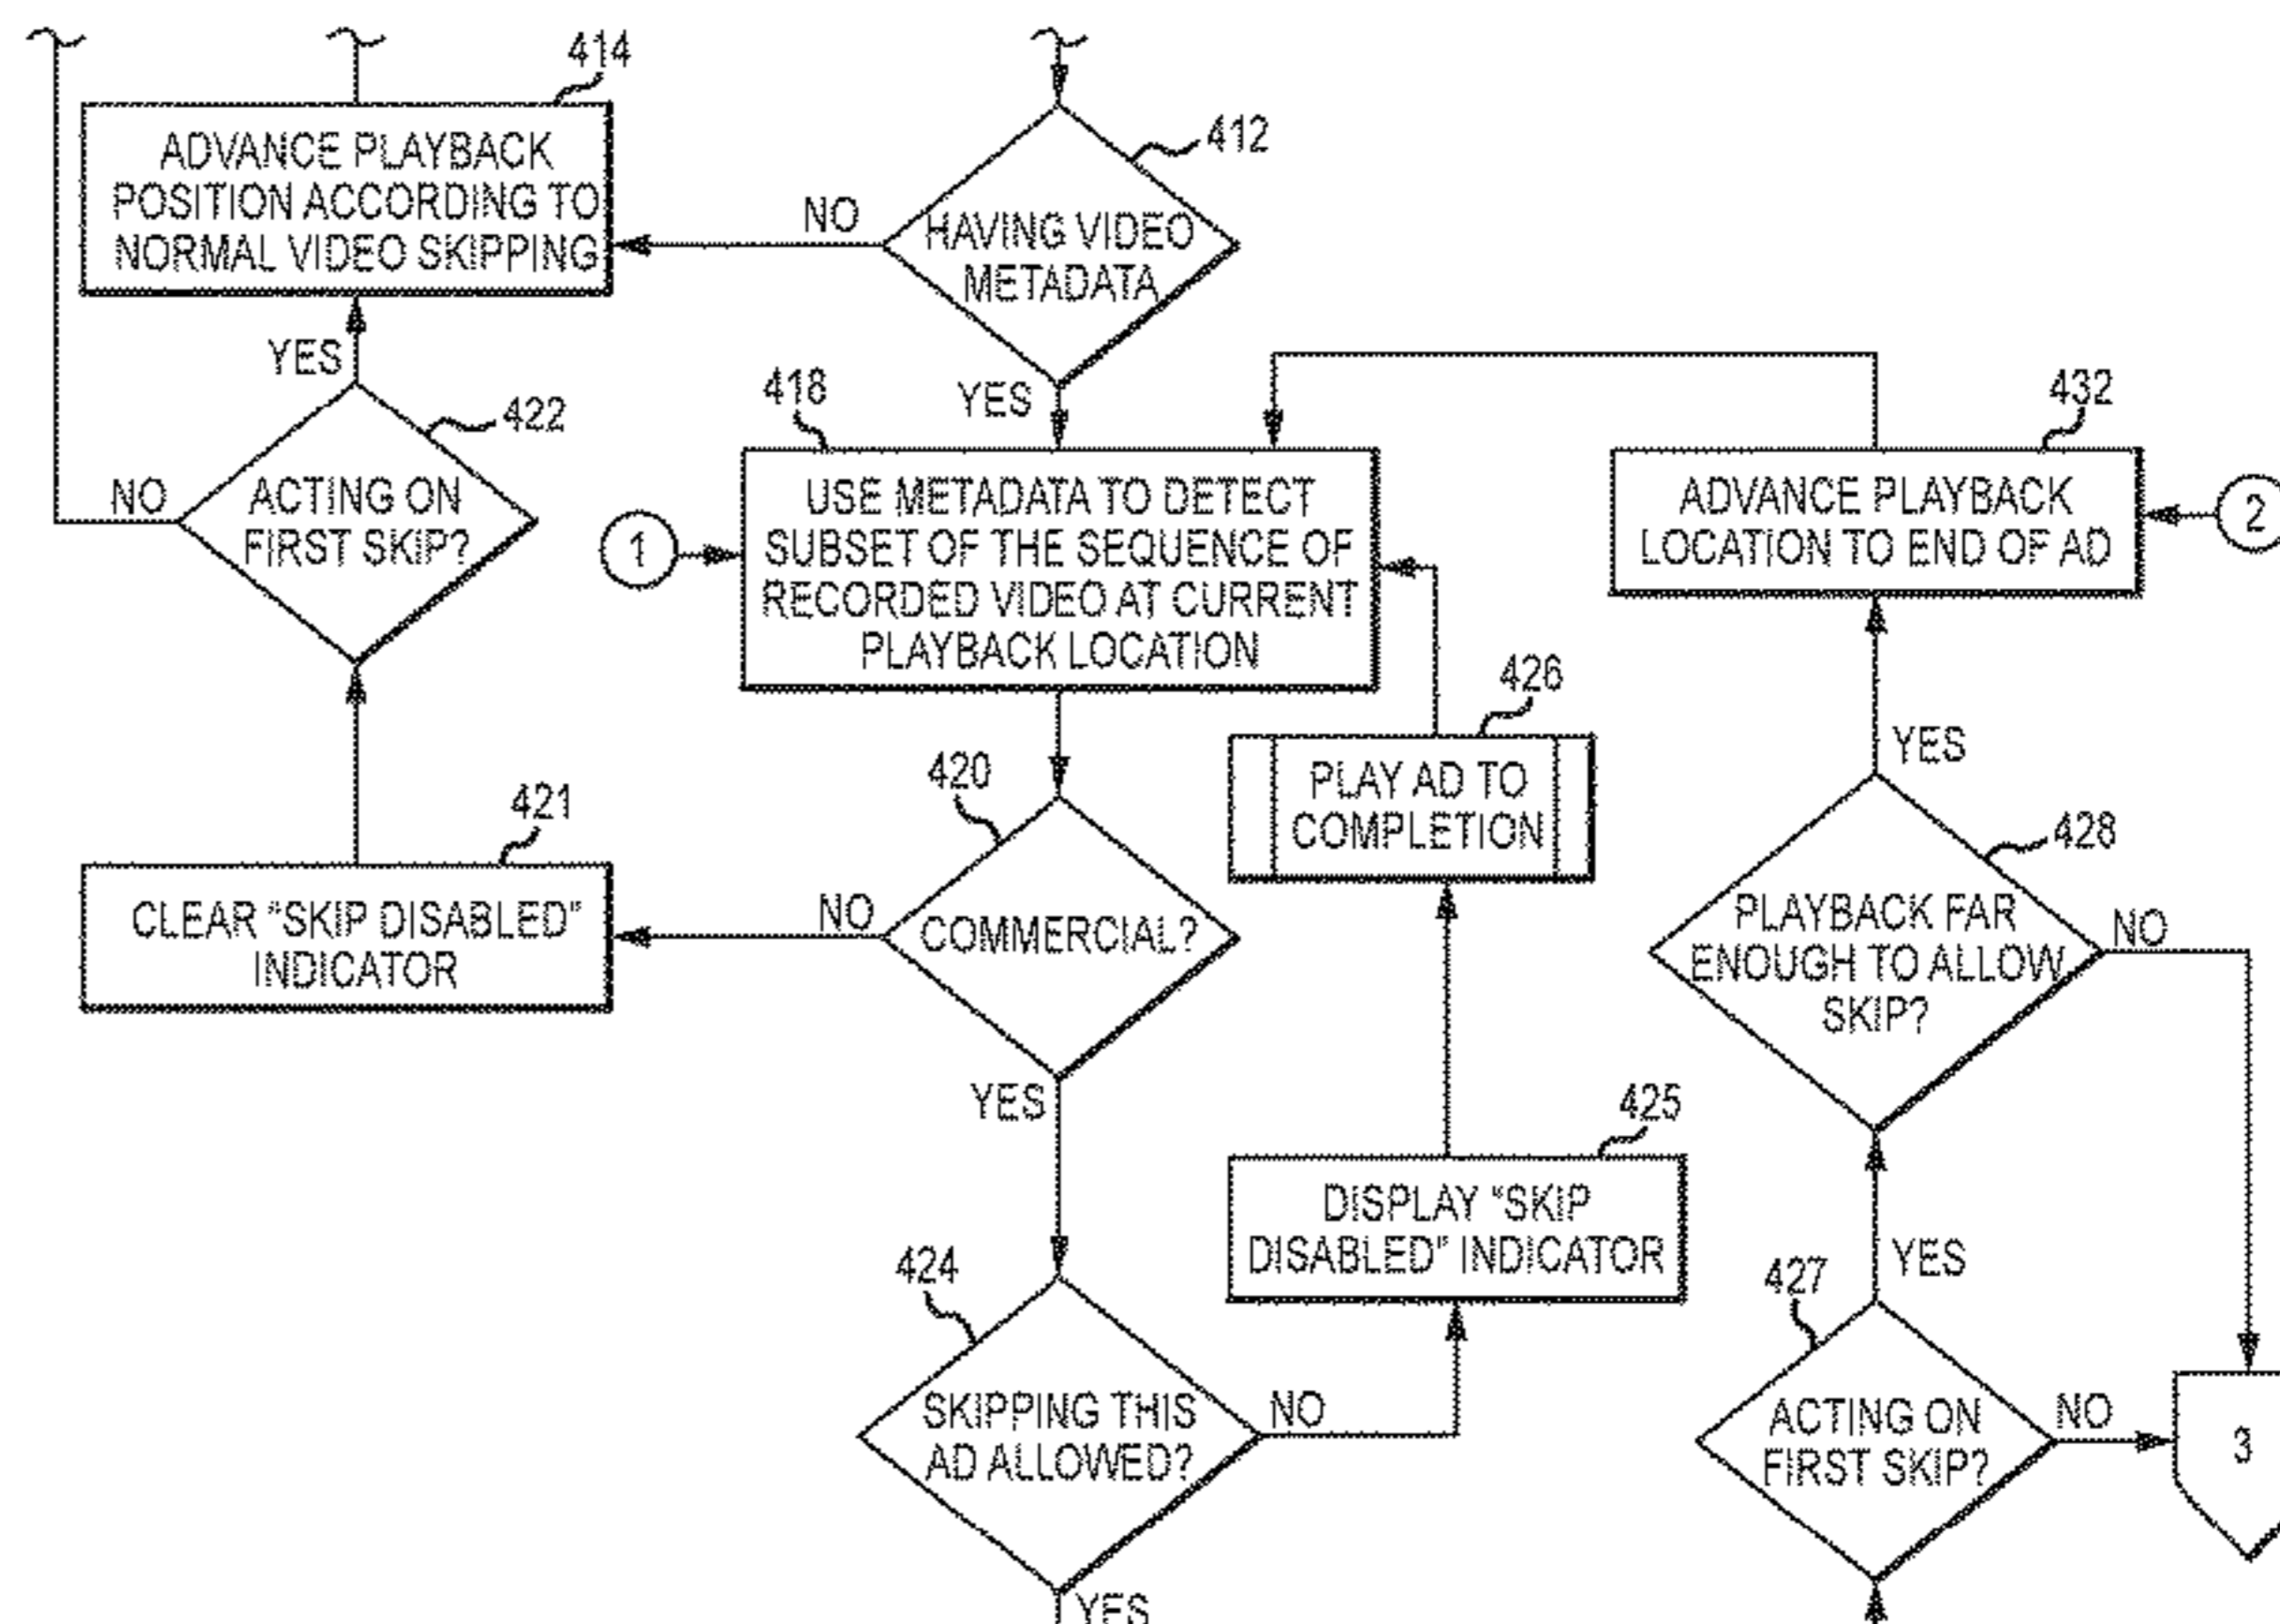 414
ADVANCE PLAYBACK
POSITION ACCORDING TO
NORMAL VIDEO SKIPPING
412
HAVING VIDEO
METADATA
NO
YES
YES
422
ACTING ON
FIRST SKIP?
NO
418
USE METADATA TO DETECT
SUBSET OF THE SEQUENCE OF
RECORDED VIDEO AT CURRENT
PLAYBACK LOCATION
1
432
ADVANCE PLAYBACK
LOCATION TO END OF AD
2
426
PLAY AD TO
COMPLETION
420
COMMERCIAL?
NO
YES
421
CLEAR "SKIP DISABLED"
INDICATOR
YES
428
PLAYBACK FAR
ENOUGH TO ALLOW
SKIP?
NO
425
DISPLAY "SKIP
DISABLED" INDICATOR
424
SKIPPING THIS
AD ALLOWED?
NO
YES
YES
427
ACTING ON
FIRST SKIP?
NO
3